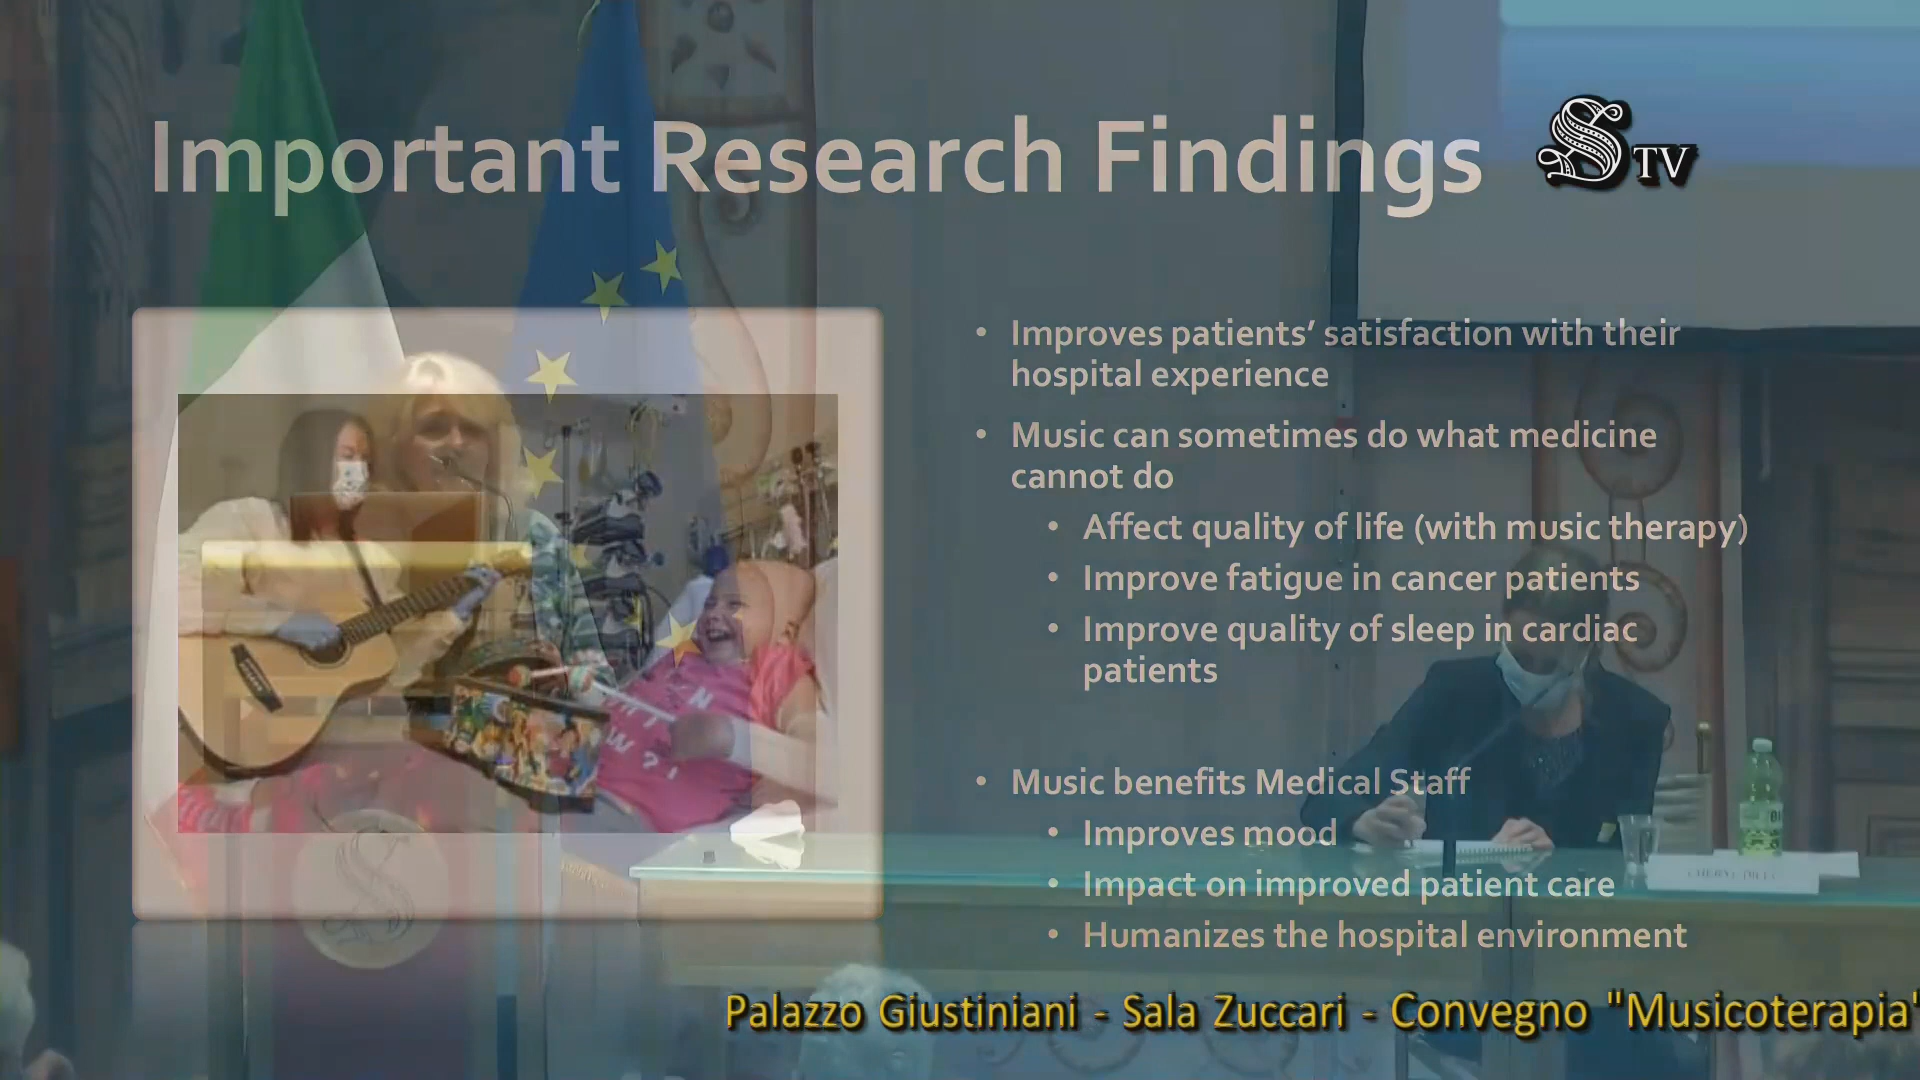 Important Research Findings
S TV
• Improves patients’ satisfaction with their
hospital experience
• Music can sometimes do what medicine
cannot do
• Affect quality of life (with music therapy)
• Improve fatigue in cancer patients
• Improve quality of sleep in cardiac
patients
• Music benefits Medical Staff
• Improves mood
• Impact on improved patient care
• Humanizes the hospital environment
Palazzo Giustiniani - Sala Zuccari - Convegno "Musicoterapia"